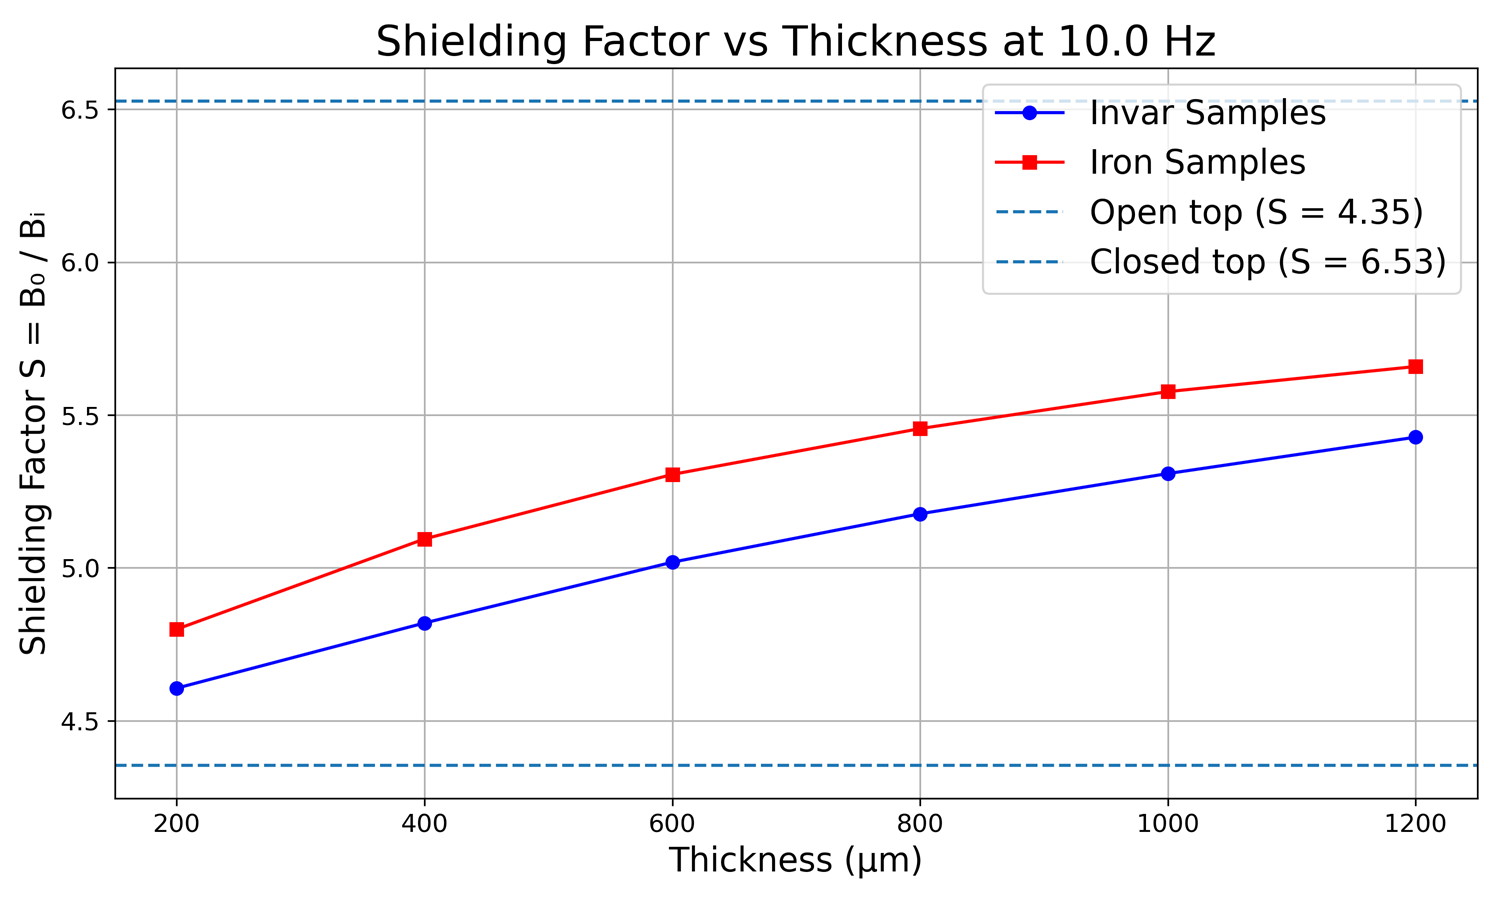 Shielding Factor vs Thickness at 10.0 Hz
Shielding Factor S = B₀ / Bᵢ
6.5
6.0
5.5
5.0
4.5
Invar Samples
Iron Samples
Open top (S = 4.35)
Closed top (S = 6.53)
200 400 600 800 1000 1200
Thickness (μm)